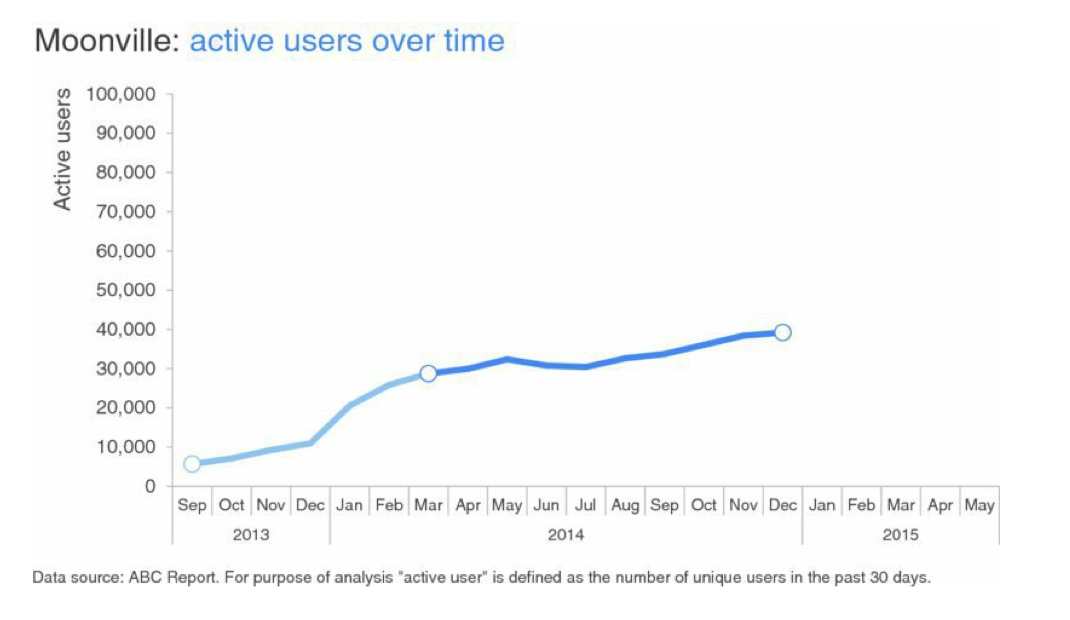 Moonville: active users over time
Active users
100,000
90,000
80,000
70,000
60,000
50,000
40,000
30,000
20,000
10,000
0
Sep Oct Nov Dec Jan Feb Mar Apr May Jun Jul Aug Sep Oct Nov Dec Jan Feb Mar Apr May
2013 2014 2015
Data source: ABC Report. For purpose of analysis "active user" is defined as the number of unique users in the past 30 days.